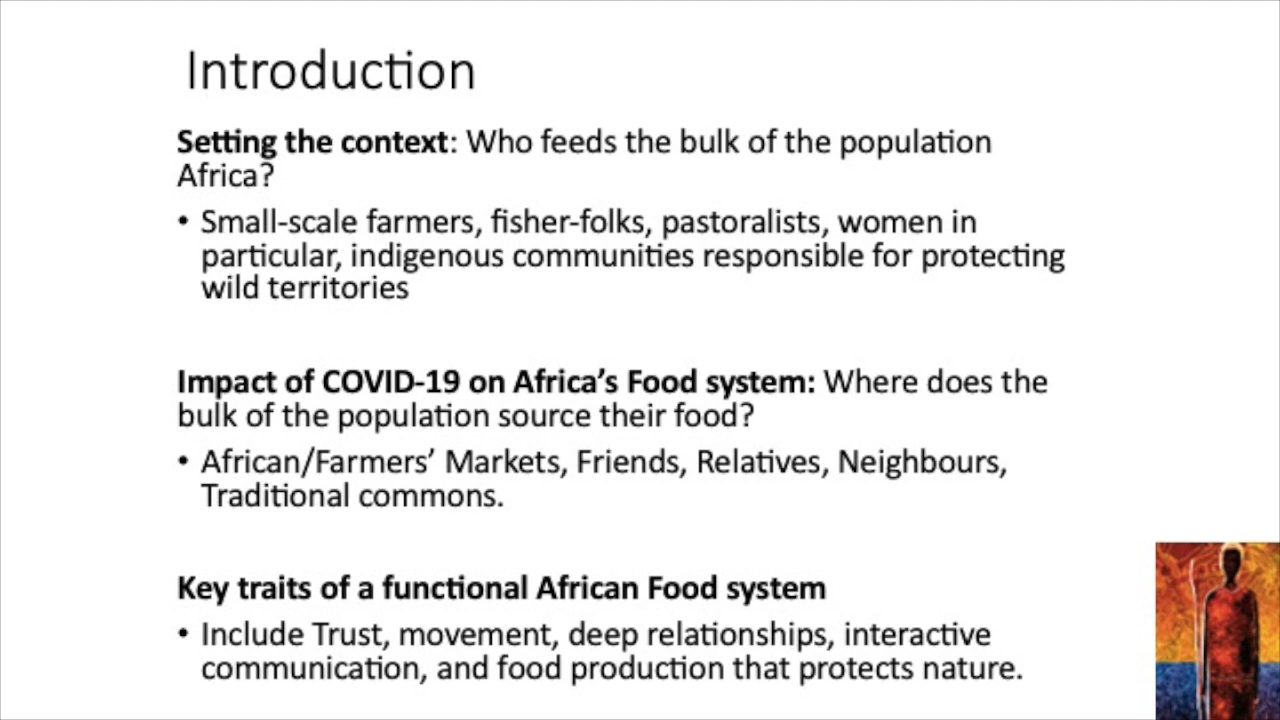 Introduction
Setting the context: Who feeds the bulk of the population
Africa?
• Small-scale farmers, fisher-folks, pastoralists, women in
particular, indigenous communities responsible for protecting
wild territories
Impact of COVID-19 on Africa’s Food system: Where does the
bulk of the population source their food?
• African/Farmers’ Markets, Friends, Relatives, Neighbours,
Traditional commons.
Key traits of a functional African Food system
• Include Trust, movement, deep relationships, interactive
communication, and food production that protects nature.